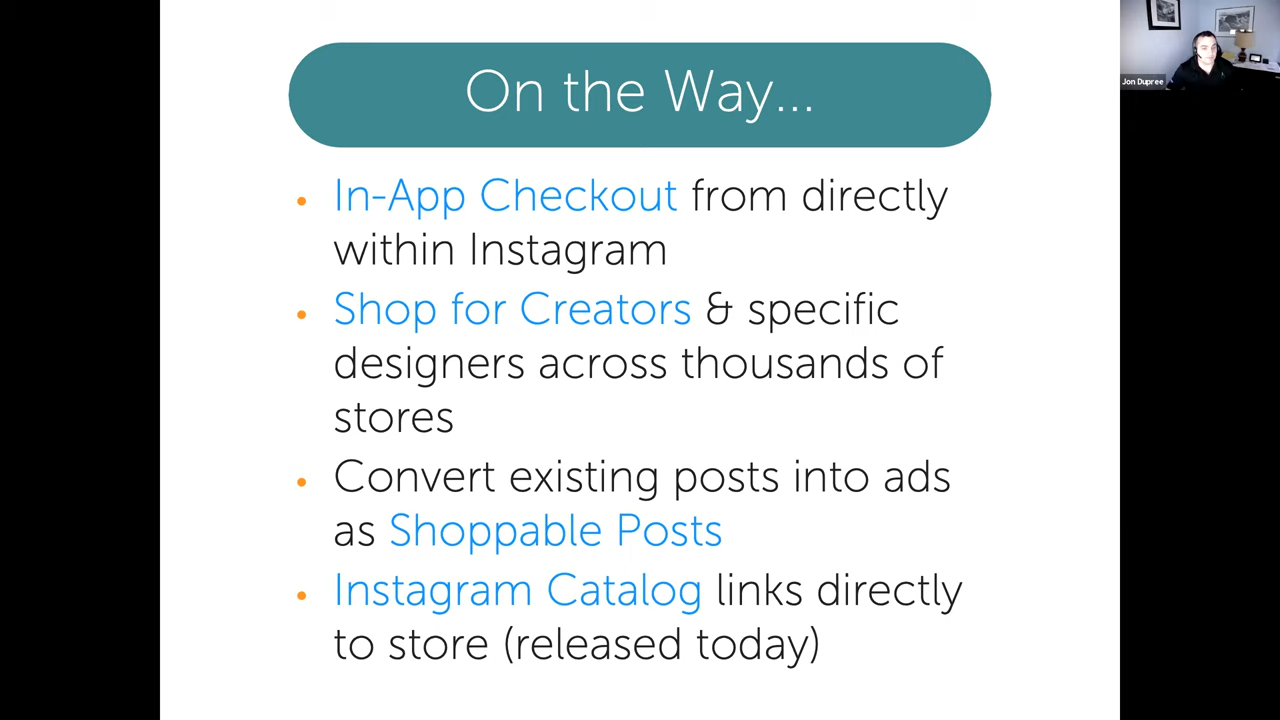 On the Way...
Jon Dupree
• In-App Checkout from directly
within Instagram
• Shop for Creators & specific
designers across thousands of
stores
• Convert existing posts into ads
as Shoppable Posts
• Instagram Catalog links directly
to store (released today)